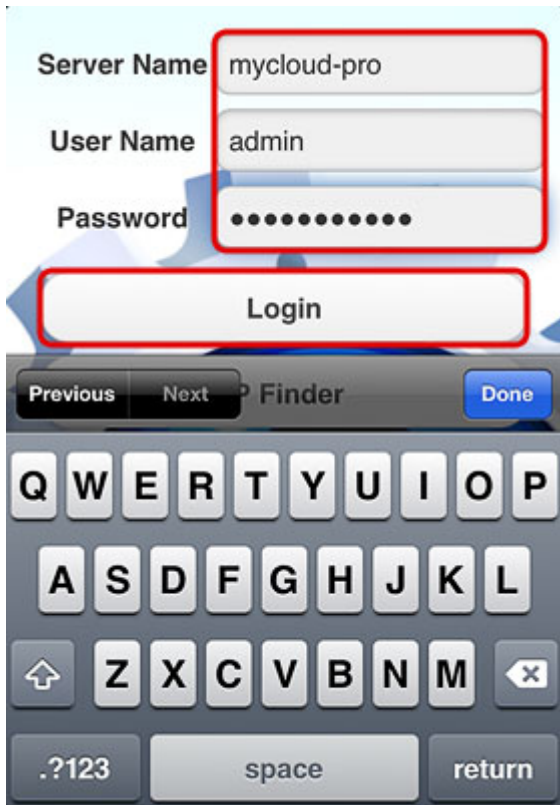 Server Name mycloud-pro
User Name admin
Password ●●●●●●●●●●●
Login
Previous Next P Finder Done
Q W E R T Y U I O P
A S D F G H J K L
Z X C V B N M
.?123 space return